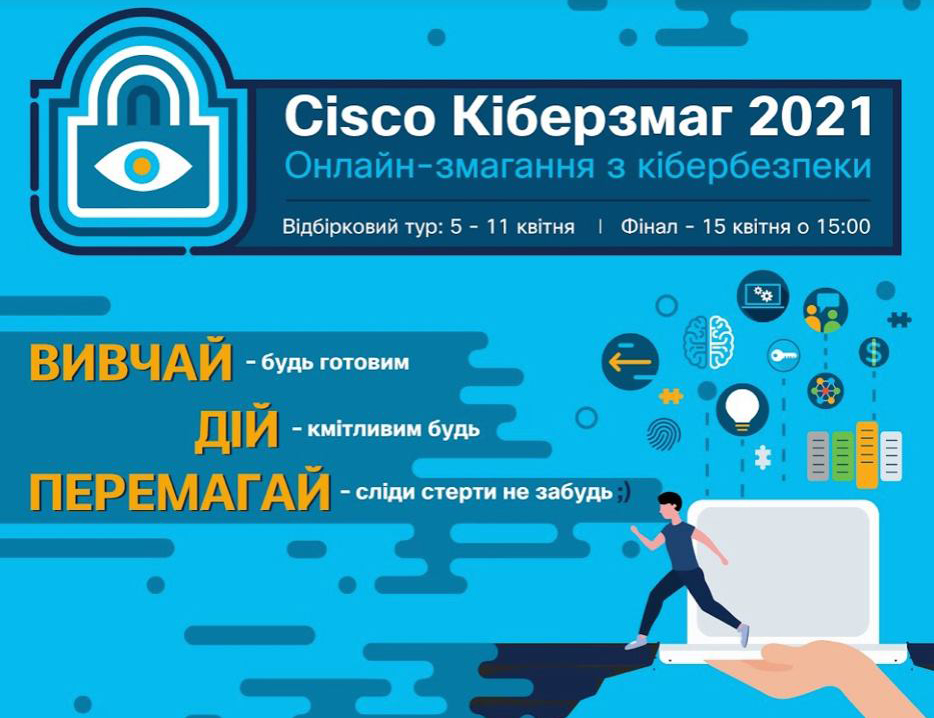 Cisco Кіберзмаг 2021
Онлайн-змагання з кібербезпеки
Відбірковий тур: 5 - 11 квітня | Фінал - 15 квітня о 15:00
ВИВЧАЙ - будь готовим
ДІЙ - кмітливим будь
ПЕРЕМАГАЙ - сліди стерти не забудь ;)
$